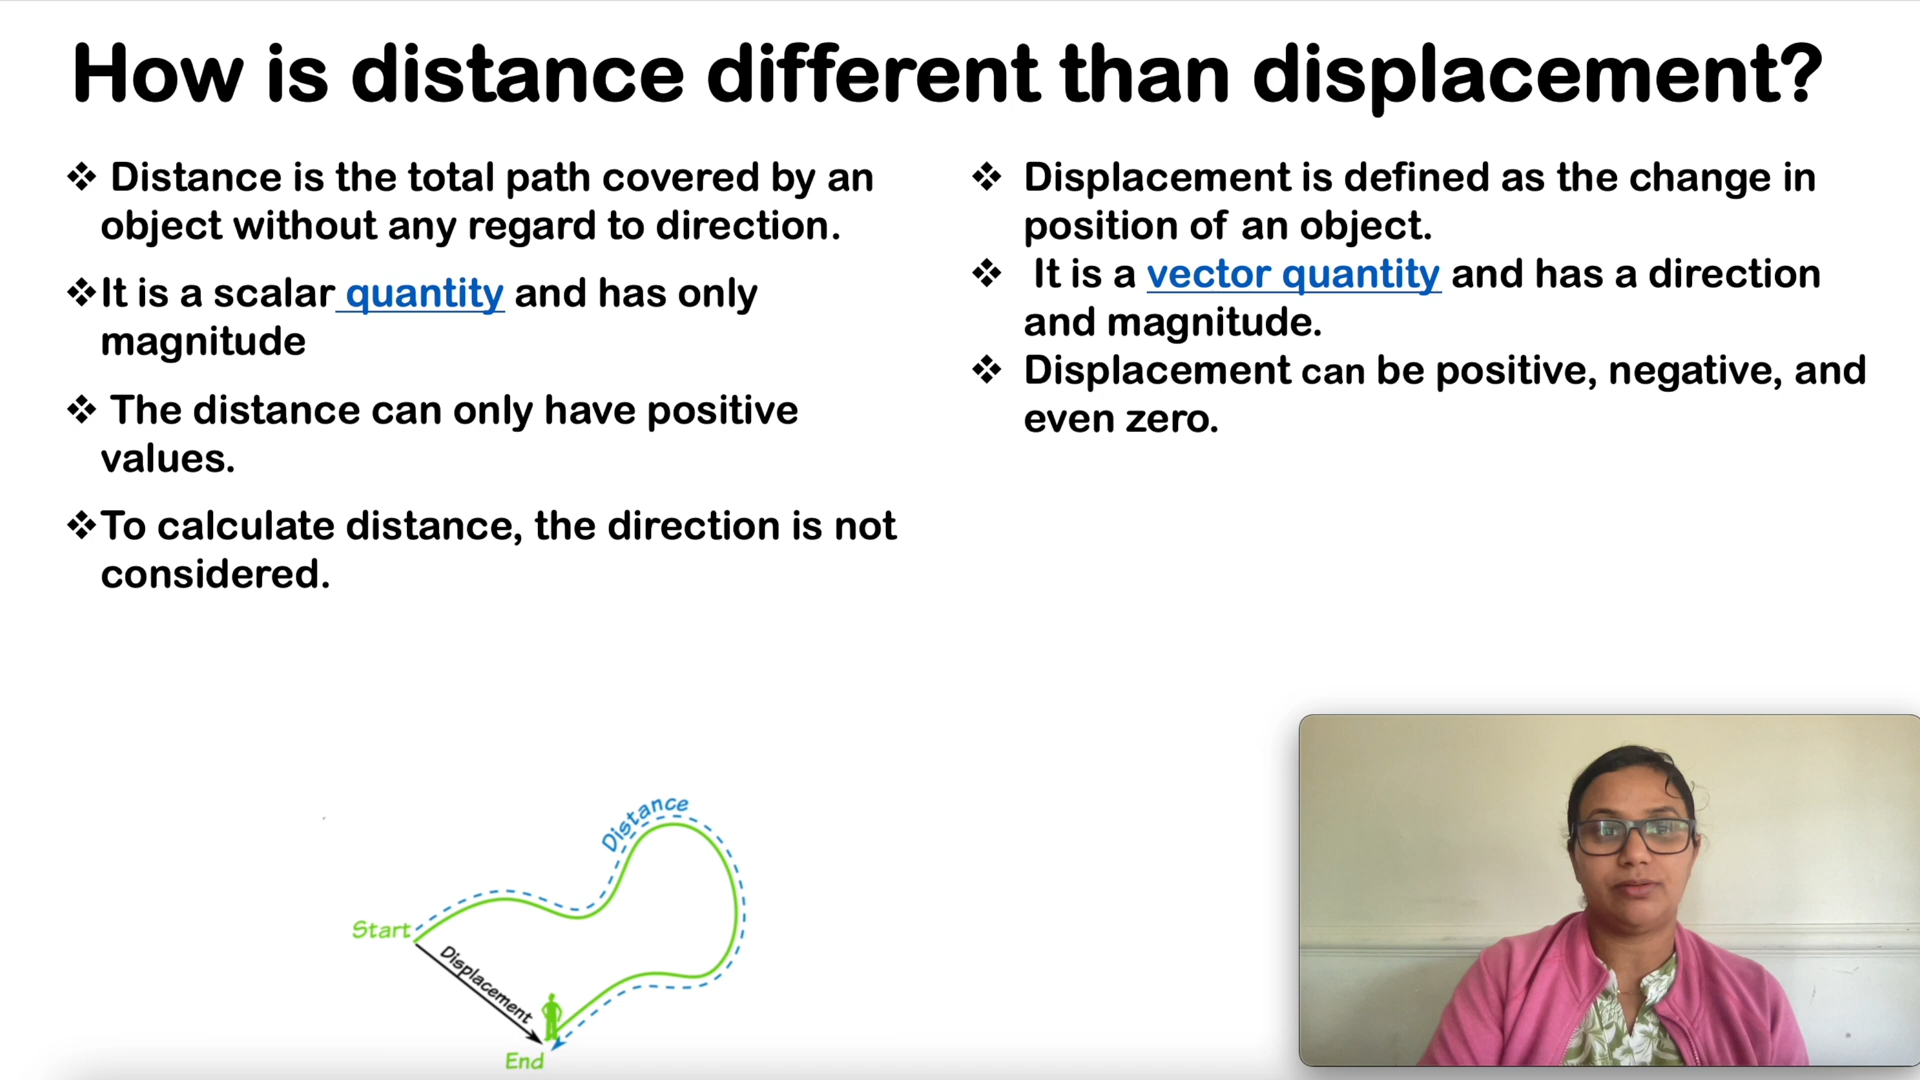 How is distance different than displacement?
❖ Distance is the total path covered by an
object without any regard to direction.
❖It is a scalar quantity and has only
magnitude
❖ The distance can only have positive
values.
❖To calculate distance, the direction is not
considered.
❖ Displacement is defined as the change in
position of an object.
❖ It is a vector quantity and has a direction
and magnitude.
❖ Displacement can be positive, negative, and
even zero.
Distance
Start
Displacement
End